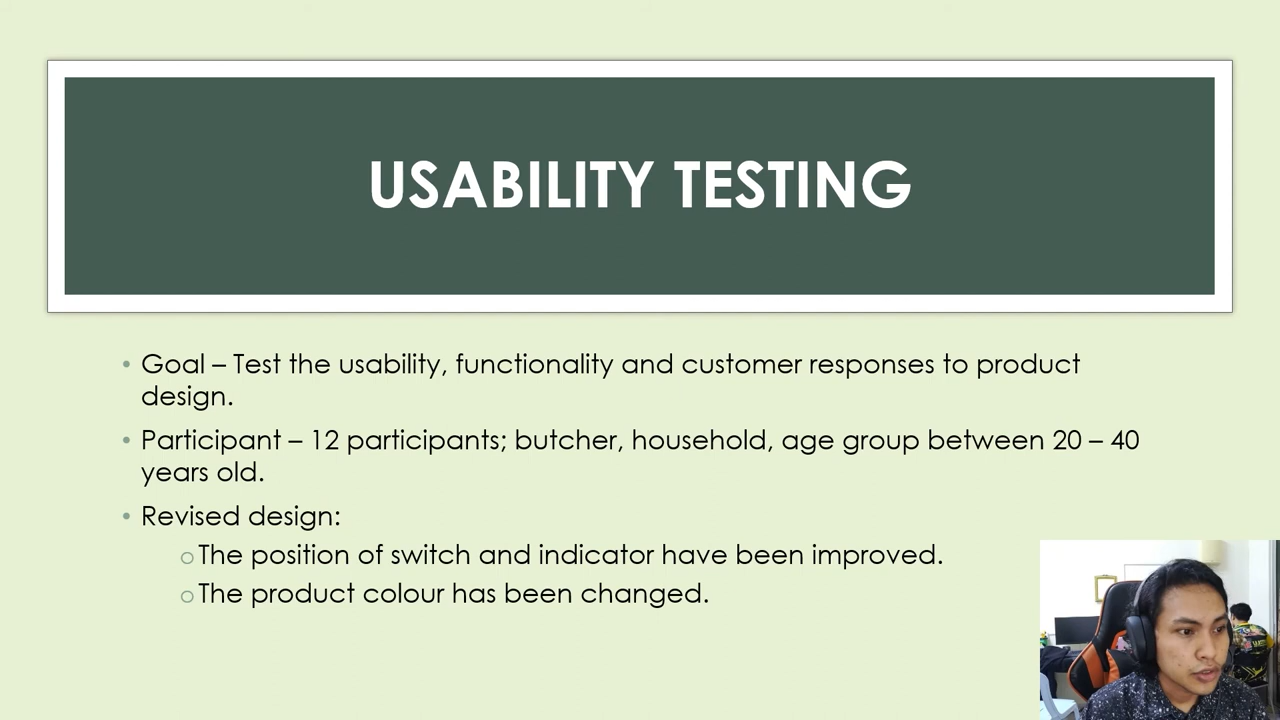 USABILITY TESTING
• Goal – Test the usability, functionality and customer responses to product
design.
• Participant – 12 participants; butcher, household, age group between 20 – 40
years old.
• Revised design:
o The position of switch and indicator have been improved.
o The product colour has been changed.